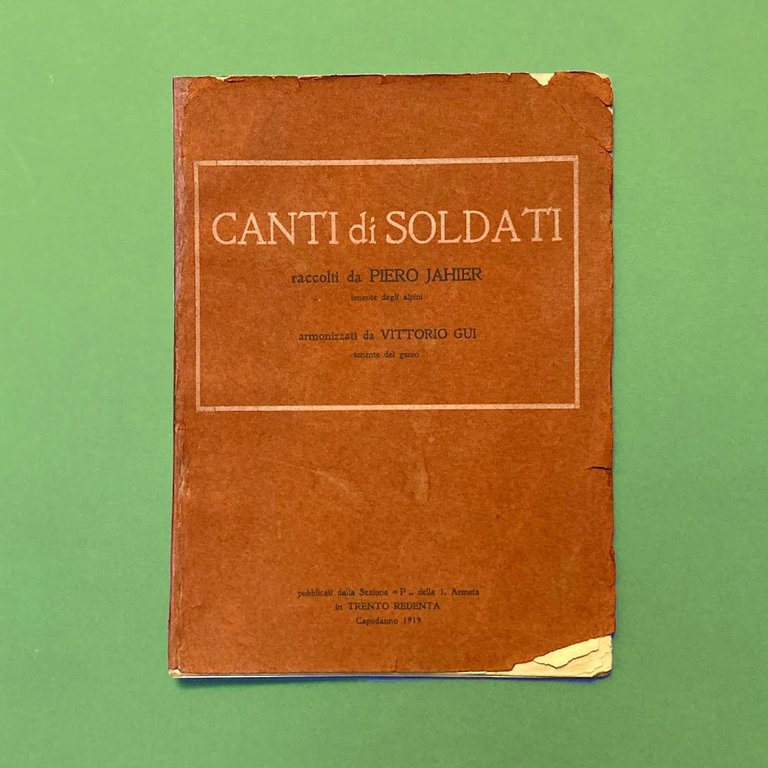 CANTI di SOLDATI
raccolti da PIERO JAHIER
tenente degli alpini
armonizzati da VITTORIO GUI
tenente del genio
pubblicati dalla Sezione “ P „ della 1. Armata
in TRENTO REDENTA
Capodanno 1919